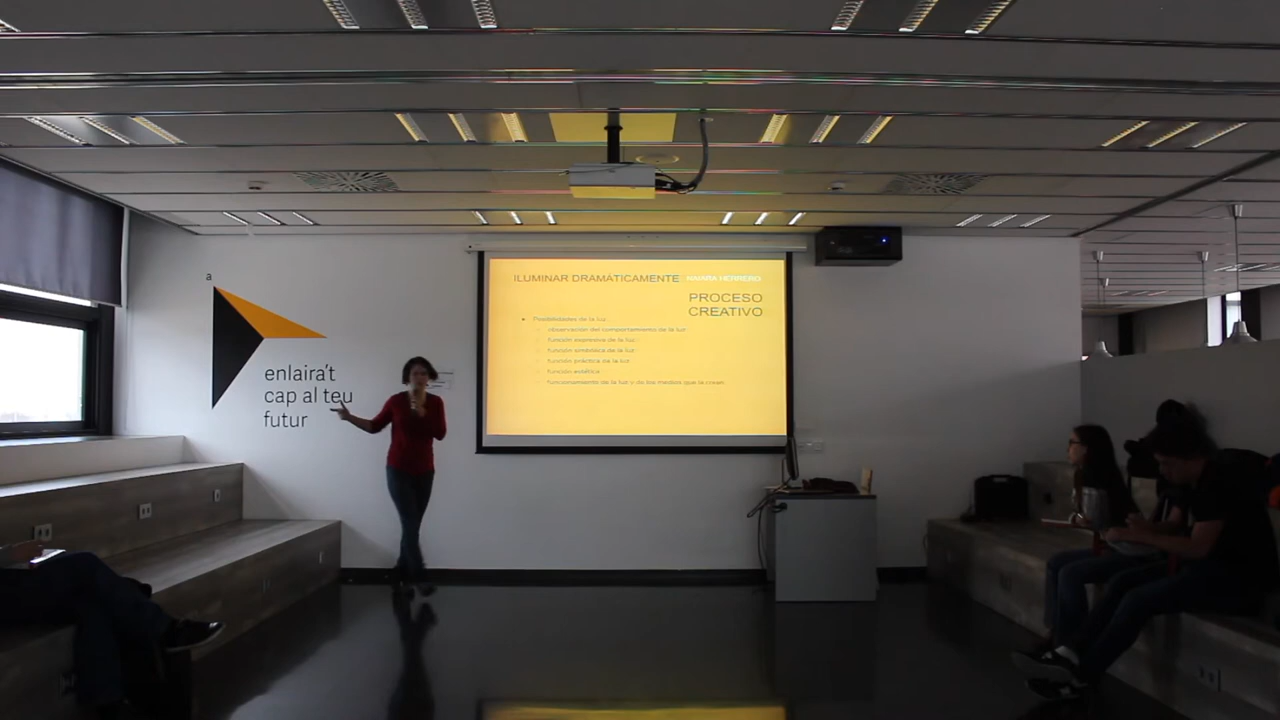 a
enlaira't
cap al teu
futur
ILUMINAR DRAMÁTICAMENTE NAIARA HERRERO
PROCESO
CREATIVO
Posibilidades de la luz
observación del comportamiento de la luz
función expresiva de la luz
función simbólica de la luz
función práctica de la luz
función estética
funcionamiento de la luz y de los medios que la crean